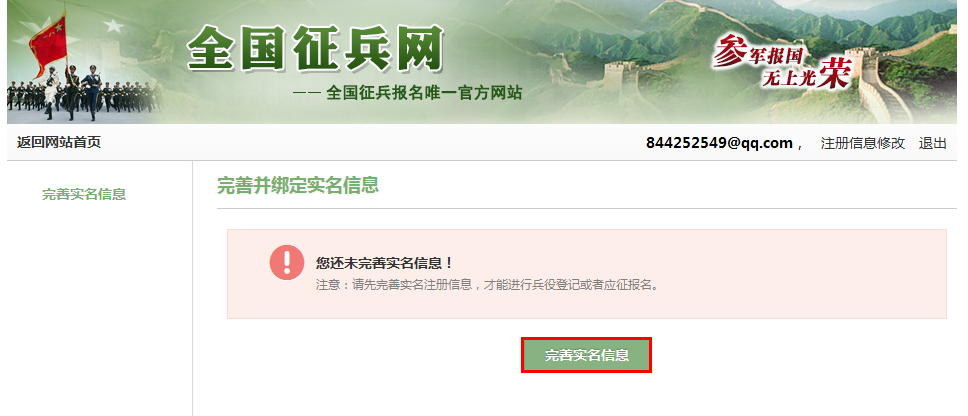 全国征兵网
—— 全国征兵报名唯一官方网站
参军报国
无上光荣
返回网站首页
844252549@qq.com， 注册信息修改 退出
完善实名信息
完善并绑定实名信息
您还未完善实名信息！
注意：请先完善实名注册信息，才能进行兵役登记或者应征报名。
完善实名信息